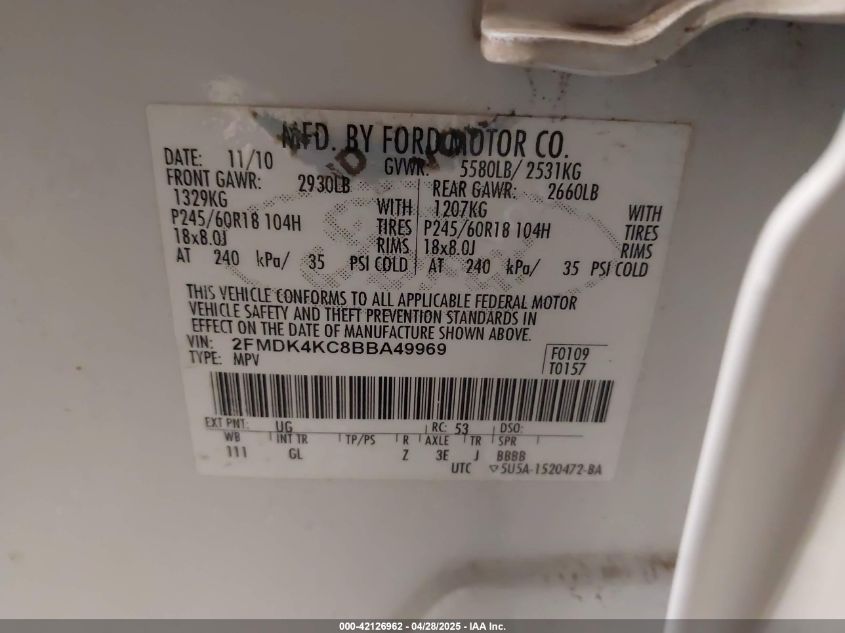 MFD. BY FORD MOTOR CO.
DATE: 11/10 GVWR: 5580LB/ 2531KG
FRONT GAWR: 2930LB REAR GAWR: 2660LB
1329KG WITH 1207KG WITH
P245/60R18 104H TIRES P245/60R18 104H TIRES
18x8.0J RIMS 18x8.0J RIMS
AT 240 kPa/ 35 PSI COLD AT 240 kPa/ 35 PSI COLD
THIS VEHICLE CONFORMS TO ALL APPLICABLE FEDERAL MOTOR
VEHICLE SAFETY AND THEFT PREVENTION STANDARDS IN
EFFECT ON THE DATE OF MANUFACTURE SHOWN ABOVE.
VIN: 2FMDK4KC8BBA49969
TYPE: MPV
F0109
T0157
EXT PNT: UG RC: 53 DSO:
WB INT TR TP/PS R AXLE TR SPR
111 GL Z 3E J BBBB
UTC ▽5U5A-1520472-BA
000-42126962 - 04/28/2025 - IAA Inc.